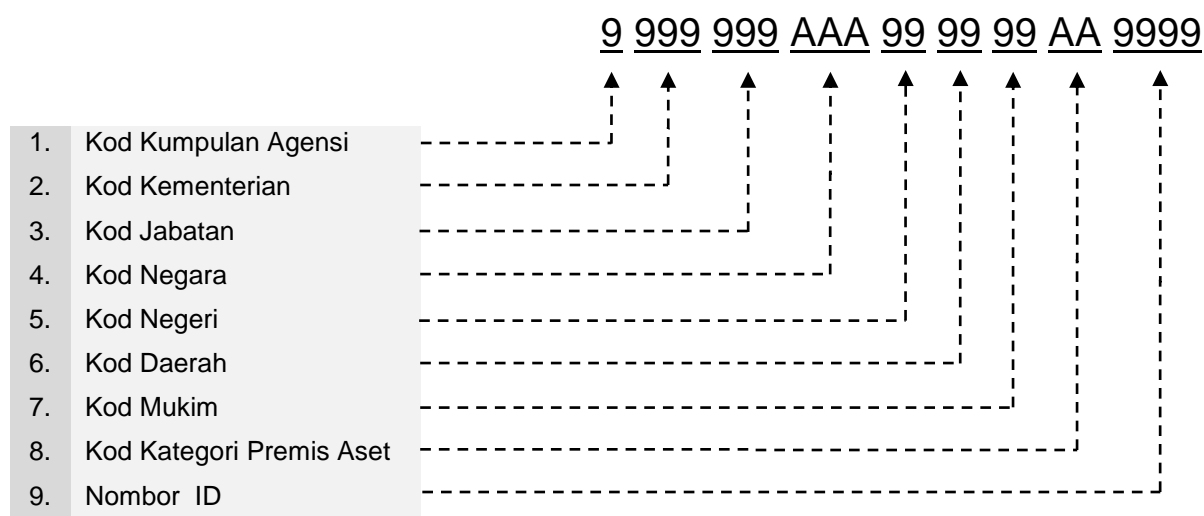 9 999 999 AAA 99 99 99 AA 9999
1. Kod Kumpulan Agensi
2. Kod Kementerian
3. Kod Jabatan
4. Kod Negara
5. Kod Negeri
6. Kod Daerah
7. Kod Mukim
8. Kod Kategori Premis Aset
9. Nombor ID